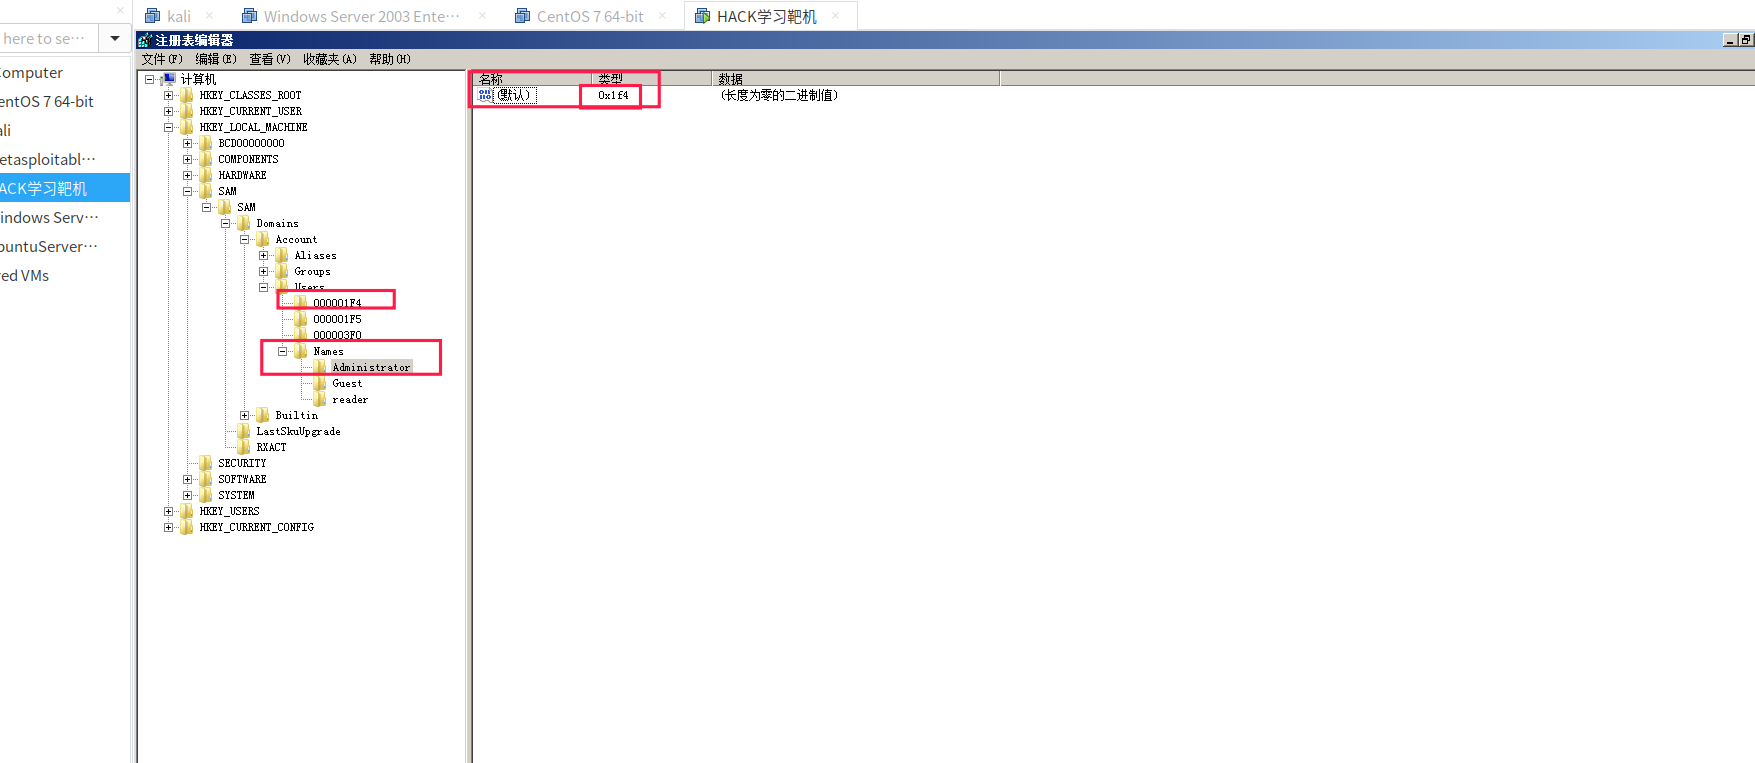 kali
Windows Server 2003 Ente···
CentOS 7 64-bit
HACK学习靶机
here to se···
omputer
entOS 7 64-bit
ali
etasploitabl···
ACK学习靶机
indows Serv···
buntuServer···
red VMs
注册表编辑器
文件(F) 编辑(E) 查看(V) 收藏夹(A) 帮助(H)
计算机
HKEY_CLASSES_ROOT
HKEY_CURRENT_USER
HKEY_LOCAL_MACHINE
BCD00000000
COMPONENTS
HARDWARE
SAM
SAM
Domains
Account
Aliases
Groups
Users
000001F4
000001F5
000003F0
Names
Administrator
Guest
reader
Builtin
LastSkuUpgrade
RXACT
SECURITY
SOFTWARE
SYSTEM
HKEY_USERS
HKEY_CURRENT_CONFIG
名称 类型 数据
(默认) 0x1f4 (长度为零的二进制值)